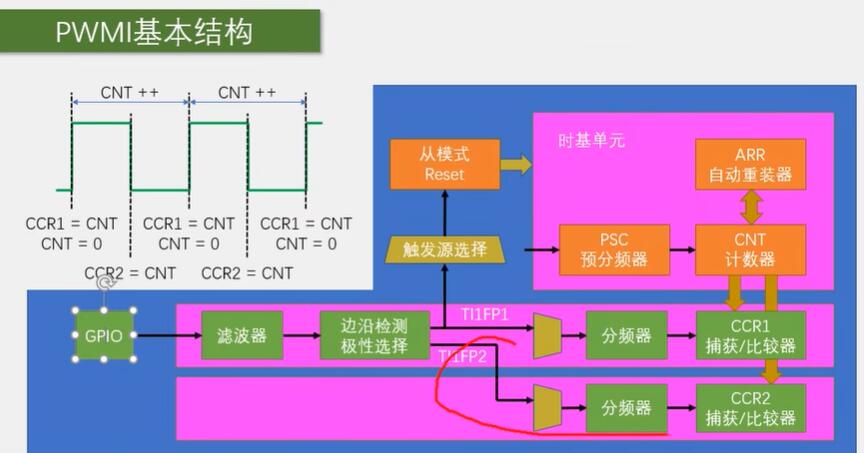 PWMI基本结构
CNT ++
CNT ++
CCR1 = CNT
CNT = 0
CCR1 = CNT
CNT = 0
CCR1 = CNT
CNT = 0
CCR2 = CNT
CCR2 = CNT
从模式
Reset
时基单元
ARR
自动重装器
触发源选择
PSC
预分频器
CNT
计数器
GPIO
滤波器
边沿检测
极性选择
TI1FP1
TI1FP2
分频器
CCR1
捕获/比较器
分频器
CCR2
捕获/比较器